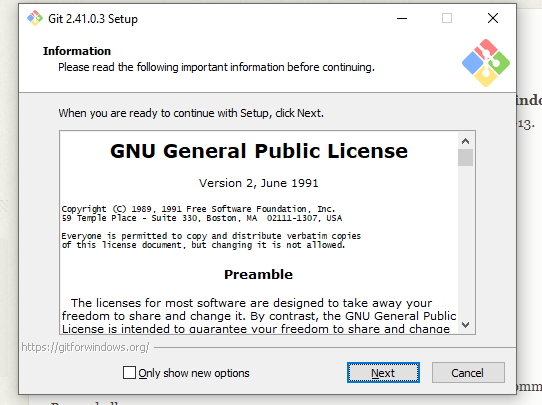 Git 2.41.0.3 Setup
Information
Please read the following important information before continuing.
When you are ready to continue with Setup, click Next.
GNU General Public License
Version 2, June 1991
Copyright (C) 1989, 1991 Free Software Foundation, Inc.
59 Temple Place - Suite 330, Boston, MA 02111-1307, USA
Everyone is permitted to copy and distribute verbatim copies
of this license document, but changing it is not allowed.
Preamble
The licenses for most software are designed to take away your
freedom to share and change it. By contrast, the GNU General Public
License is intended to guarantee your freedom to share and change
https://gitforwindows.org/
Only show new options
Next
Cancel
indo
-13.
omm